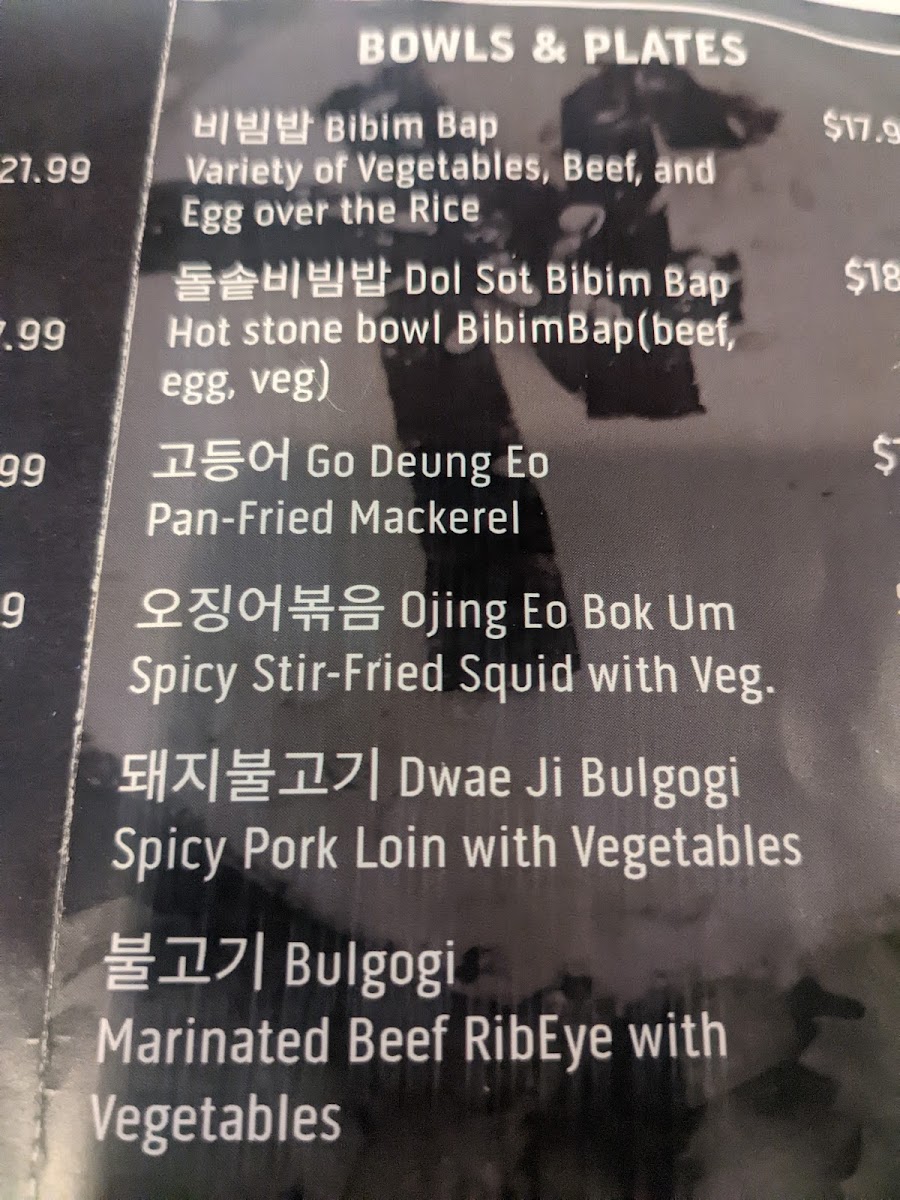 BOWLS & PLATES
비빔밥 Bibim Bap
Variety of Vegetables, Beef, and
Egg over the Rice
21.99
돌솥비빔밥 Dol Sot Bibim Bap
Hot stone bowl BibimBap(beef,
egg, veg)
.99
고등어 Go Deung Eo
Pan-Fried Mackerel
99
오징어볶음 Ojing Eo Bok Um
Spicy Stir-Fried Squid with Veg.
9
돼지불고기 Dwae Ji Bulgogi
Spicy Pork Loin with Vegetables
불고기 Bulgogi
Marinated Beef RibEye with
Vegetables
$17.9
$18